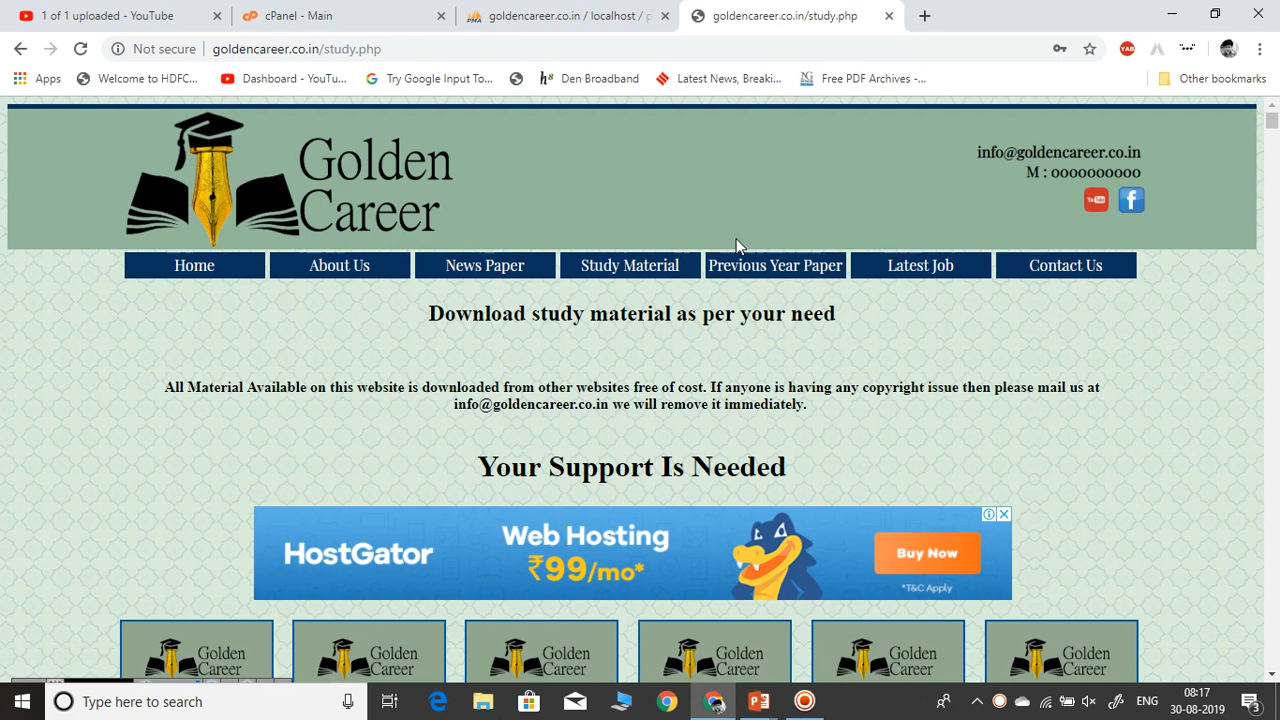 1 of 1 uploaded - YouTube
cPanel - Main
goldencareer.co.in / localhost / p
goldencareer.co.in/study.php
Not secure
goldencareer.co.in/study.php
Apps
Welcome to HDFC...
Dashboard - YouTu...
Try Google Input To...
Den Broadband
Latest News, Breaki...
Free PDF Archives -...
Other bookmarks
Golden
Career
info@goldencareer.co.in
M : 0000000000
Home
About Us
News Paper
Study Material
Previous Year Paper
Latest Job
Contact Us
Download study material as per your need
All Material Available on this website is downloaded from other websites free of cost. If anyone is having any copyright issue then please mail us at
info@goldencareer.co.in we will remove it immediately.
Your Support Is Needed
HostGator
Web Hosting
₹99/mo*
Buy Now
*T&C Apply
Golden
Career
Golden
Career
Golden
Career
Golden
Career
Golden
Career
Golden
Career
Type here to search
ENG
08:17
30-08-2019